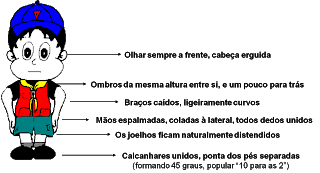 Olhar sempre a frente, cabeça erguida
Ombros da mesma altura entre si, e um pouco para trás
Braços caídos, ligeiramente curvos
Mãos espalmadas, coladas à lateral, todos dedos unidos
Os joelhos ficam naturalmente distendidos
Calcanhares unidos, ponta dos pés separadas
(formando 45 graus, popular "10 para as 2")